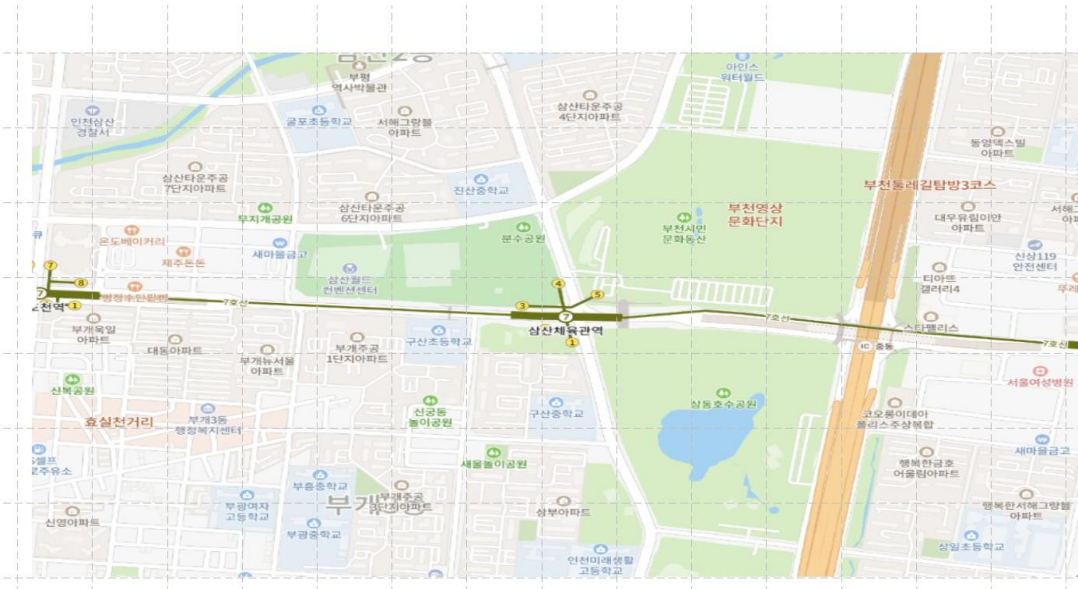 부평
역사박물관
아인스
워터월드
인천삼산
경찰서
굴포초등학교
서해그랑블
아파트
삼산타운주공
4단지아파트
동양덱스빌
아파트
삼산타운주공
7단지아파트
진산중학교
부천둘레길탐방3코스
무지개공원
삼산타운주공
6단지아파트
부천영상
문화단지
대우유림미안
아파트
온도베이커리
새마을금고
분수공원
부천시민
문화동산
제주돈돈
신상119
안전센터
삼산월드
컨벤션센터
티아뜨
갤러리4
7
8
4
5
3
7호선
7
1
7호선
스타팰리스
삼산체육관역
1
7호선
부개욱일
아파트
대동아파트
구산초등학교
부개주공
1단지아파트
부개뉴서울
아파트
IC 중동
신복공원
서울여성병원
상동호수공원
효실천거리
부개3동
행정복지센터
신궁동
놀이공원
구산중학교
코오롱이데아
폴리스주상복합
새마을금고
새울놀이공원
행복한금호
어울림아파트
부흥중학교
부개주공
3단지아파트
부광여자
고등학교
신영아파트
삼부아파트
행복한서해그랑블
아파트
부광중학교
상일초등학교
인천미래생활
고등학교